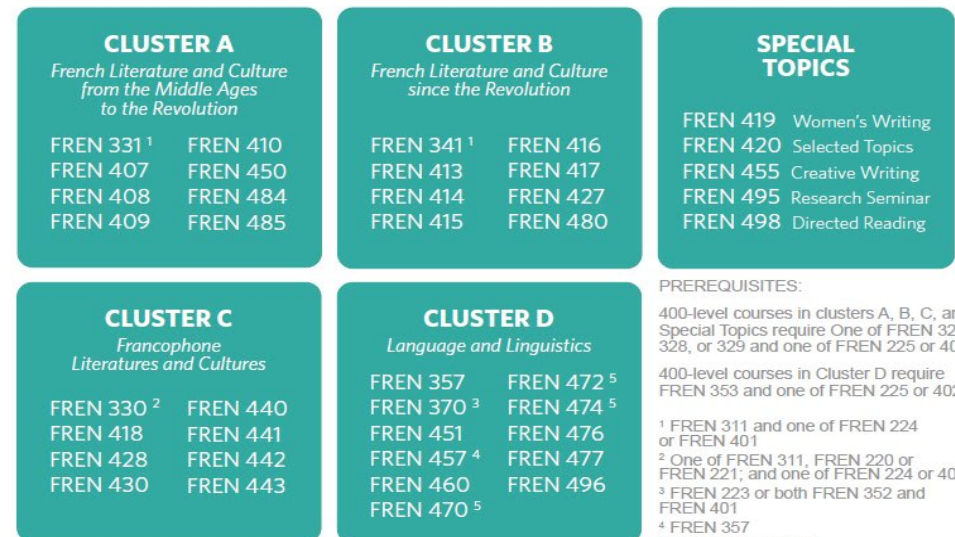 CLUSTER A
French Literature and Culture
from the Middle Ages
to the Revolution
FREN 331 ¹ FREN 410
FREN 407 FREN 450
FREN 408 FREN 484
FREN 409 FREN 485
CLUSTER B
French Literature and Culture
since the Revolution
FREN 341 ¹ FREN 416
FREN 413 FREN 417
FREN 414 FREN 427
FREN 415 FREN 480
SPECIAL
TOPICS
FREN 419 Women's Writing
FREN 420 Selected Topics
FREN 455 Creative Writing
FREN 495 Research Seminar
FREN 498 Directed Reading
CLUSTER C
Francophone
Literatures and Cultures
FREN 330 ² FREN 440
FREN 418 FREN 441
FREN 428 FREN 442
FREN 430 FREN 443
CLUSTER D
Language and Linguistics
FREN 357 FREN 472 ⁵
FREN 370 ³ FREN 474 ⁵
FREN 451 FREN 476
FREN 457 ⁴ FREN 477
FREN 460 FREN 496
FREN 470 ⁵
PREREQUISITES:
400-level courses in clusters A, B, C,
Special Topics require One of FREN
328, or 329 and one of FREN 225 or
400-level courses in Cluster D require
FREN 353 and one of FREN 225 or
¹ FREN 311 and one of FREN 224
or FREN 401
² One of FREN 311, FREN 220 or
FREN 221; and one of FREN 224 or
³ FREN 223 or both FREN 352 and
FREN 401
⁴ FREN 357